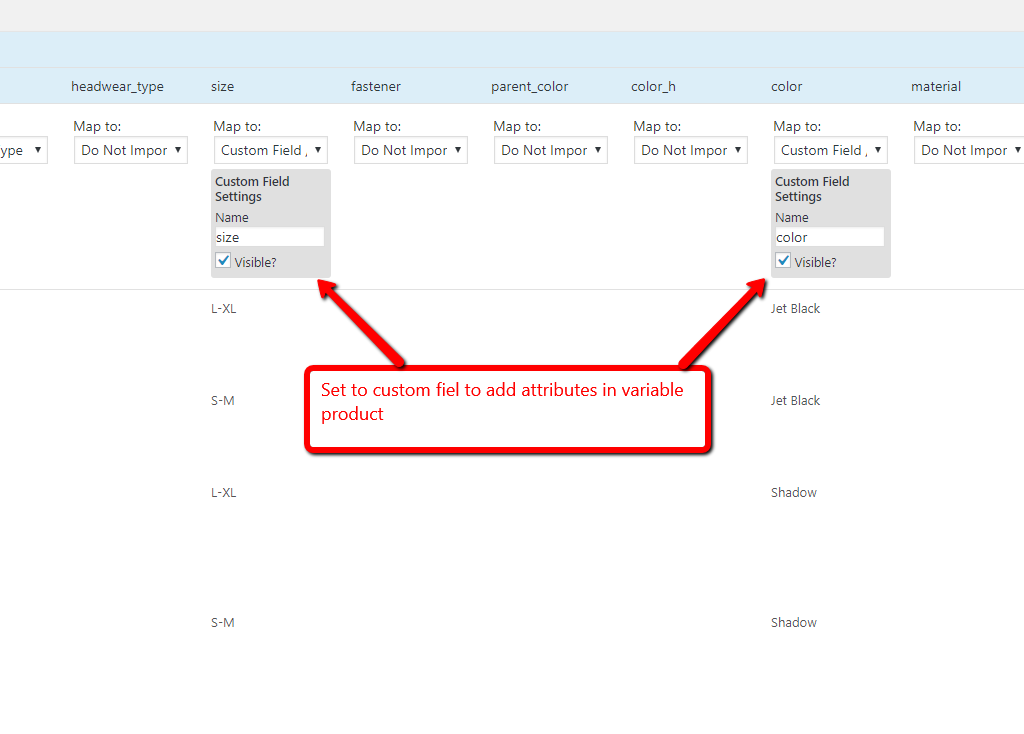 headwear_type size fastener parent_color color_h color material
Map to: Map to: Map to: Map to: Map to: Map to: Map to:
ype Do Not Impor Custom Field , Do Not Impor Do Not Impor Do Not Impor Custom Field , Do Not Impor
Custom Field Custom Field
Settings Settings
Name Name
size color
Visible? Visible?
L-XL Jet Black
Set to custom fiel to add attributes in variable
S-M Jet Black
product
L-XL Shadow
S-M Shadow